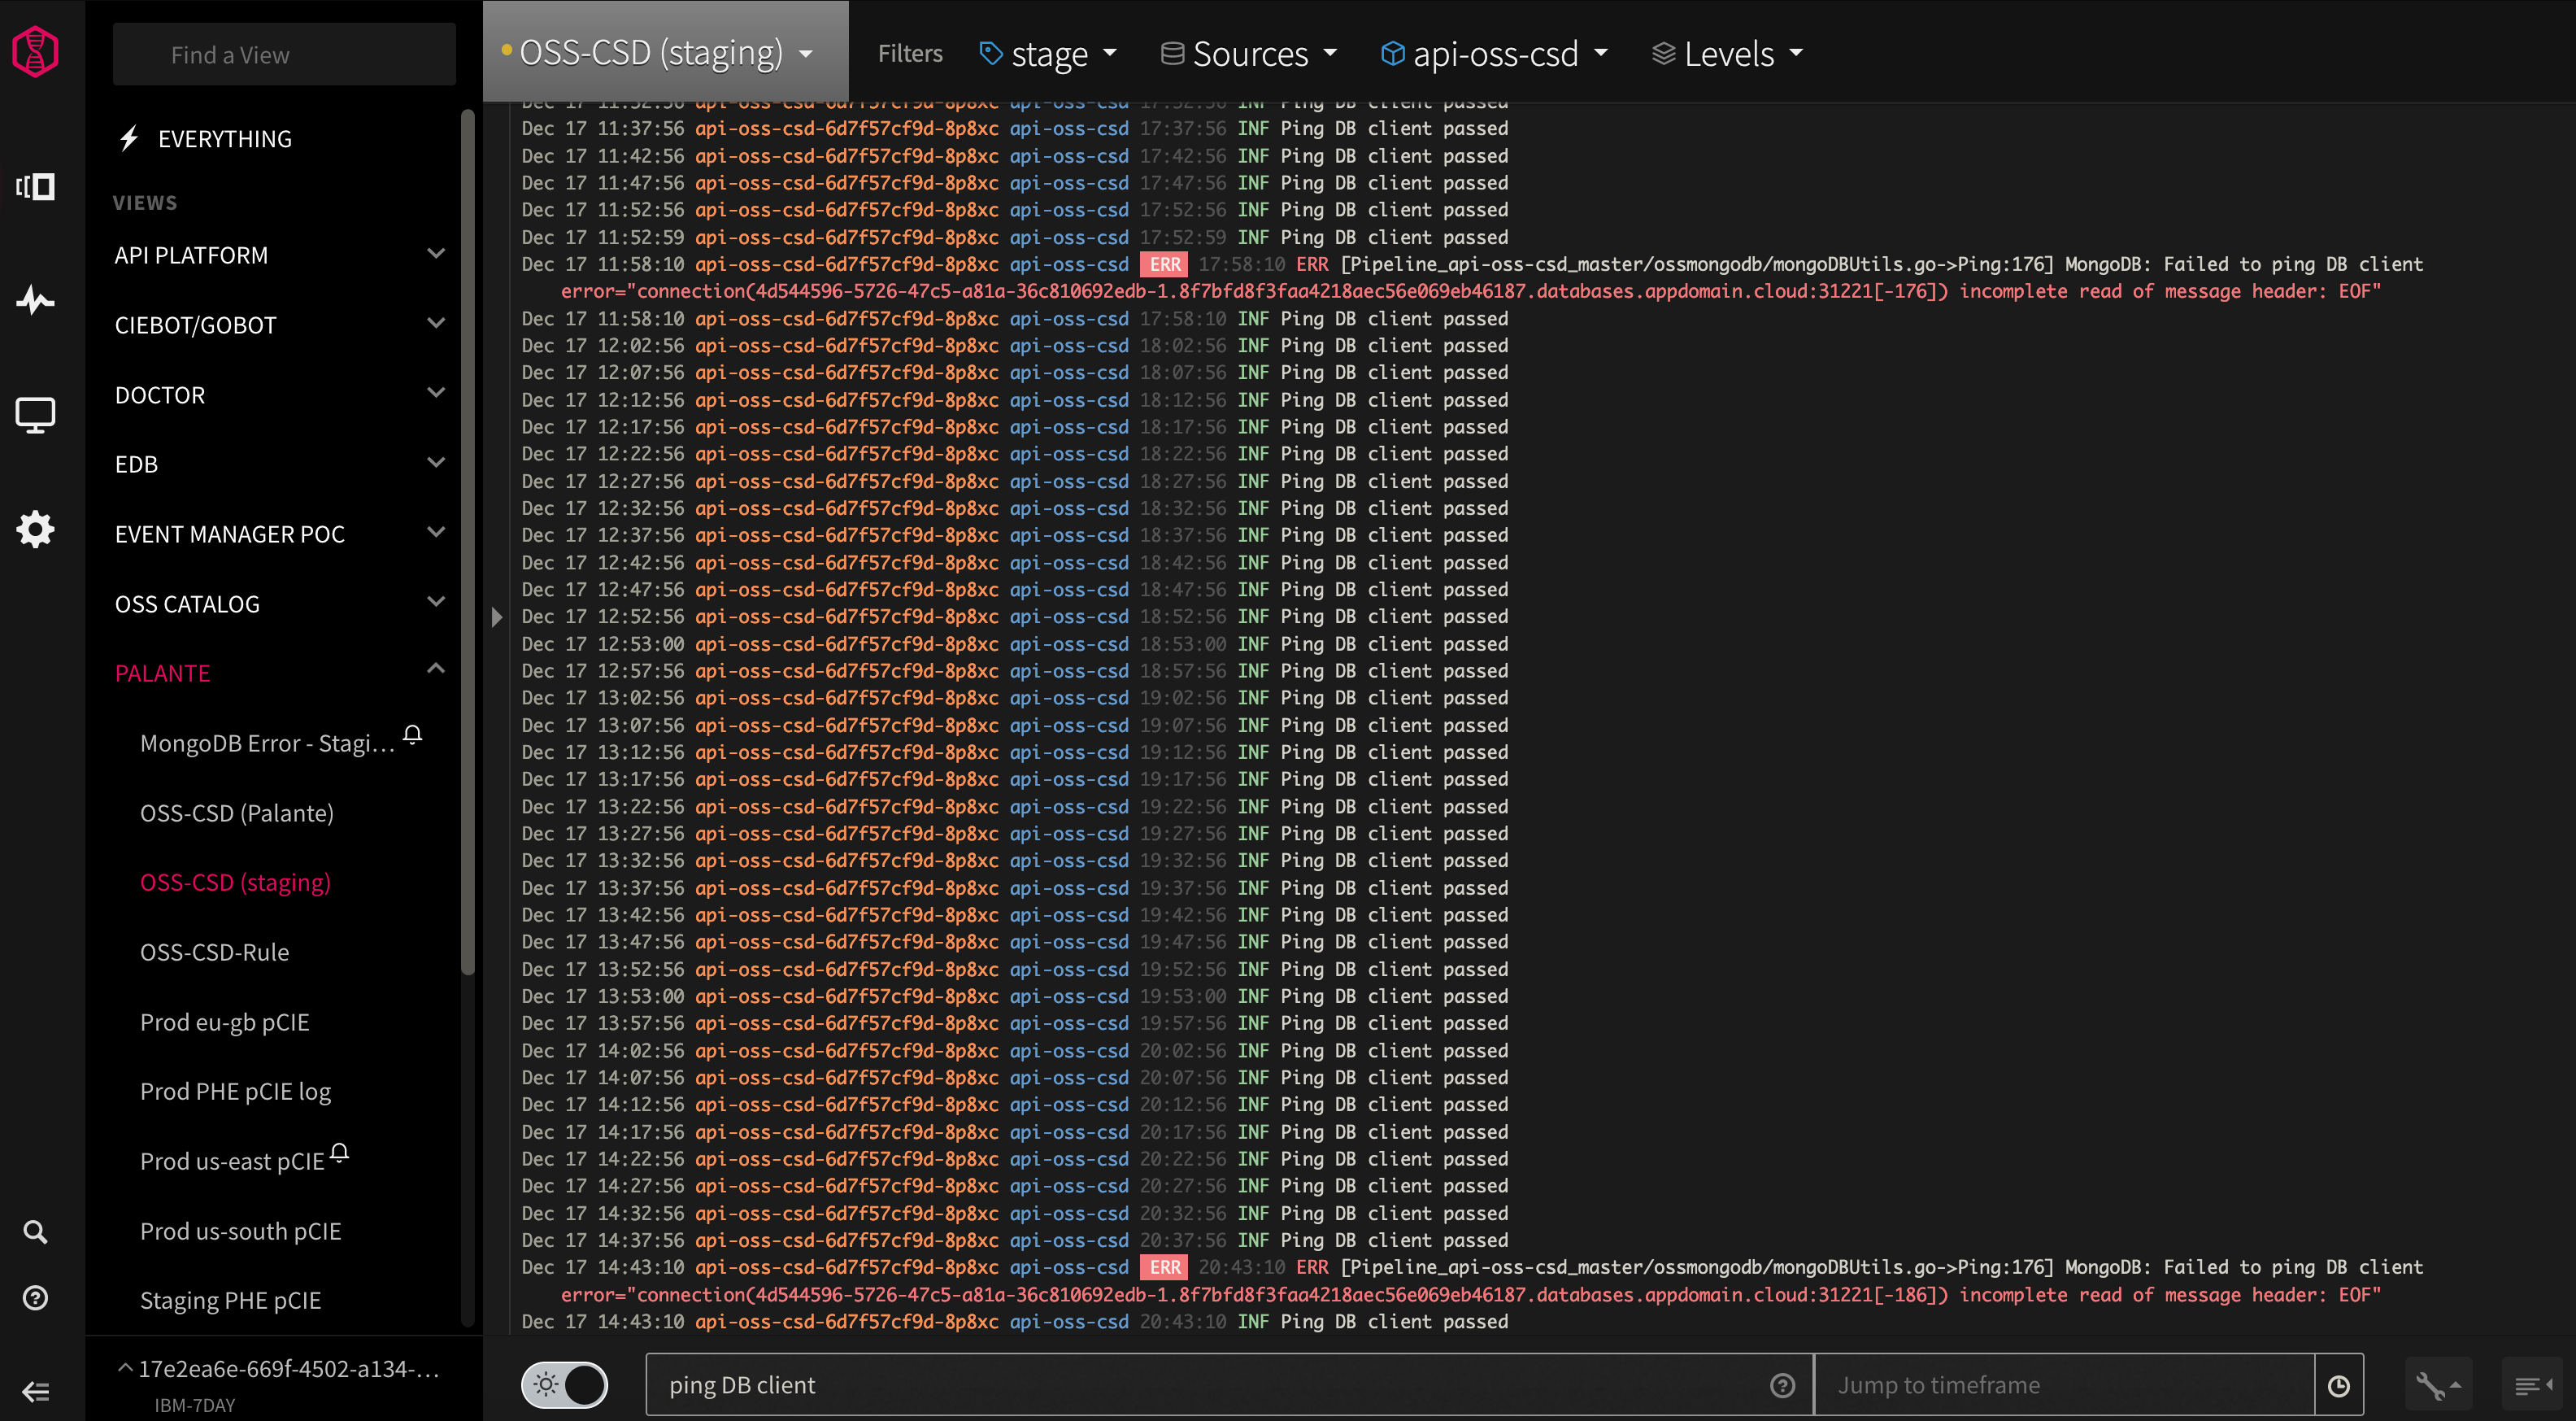 Find a View
EVERYTHING
VIEWS
API PLATFORM
CIEBOT/GOBOT
DOCTOR
EDB
EVENT MANAGER POC
OSS CATALOG
PALANTE
MongoDB Error - Stagi...
OSS-CSD (Palante)
OSS-CSD (staging)
OSS-CSD-Rule
Prod eu-gb pCIE
Prod PHE pCIE log
Prod us-east pCIE
Prod us-south pCIE
Staging PHE pCIE
17e2ea6e-669f-4502-a134-...
IBM-7DAY
OSS-CSD (staging) Filters stage Sources api-oss-csd Levels
Dec 17 11:32:56 api-oss-csd-6d7f57cf9d-8p8xc api-oss-csd 17:32:56 INF Ping DB client passed
Dec 17 11:37:56 api-oss-csd-6d7f57cf9d-8p8xc api-oss-csd 17:37:56 INF Ping DB client passed
Dec 17 11:42:56 api-oss-csd-6d7f57cf9d-8p8xc api-oss-csd 17:42:56 INF Ping DB client passed
Dec 17 11:47:56 api-oss-csd-6d7f57cf9d-8p8xc api-oss-csd 17:47:56 INF Ping DB client passed
Dec 17 11:52:56 api-oss-csd-6d7f57cf9d-8p8xc api-oss-csd 17:52:56 INF Ping DB client passed
Dec 17 11:52:59 api-oss-csd-6d7f57cf9d-8p8xc api-oss-csd 17:52:59 INF Ping DB client passed
Dec 17 11:58:10 api-oss-csd-6d7f57cf9d-8p8xc api-oss-csd ERR 17:58:10 ERR [Pipeline_api-oss-csd_master/ossmongodb/mongoDBUtils.go->Ping:176] MongoDB: Failed to ping DB client
error="connection(4d544596-5726-47c5-a81a-36c810692edb-1.8f7bfd8f3faa4218aec56e069eb46187.databases.appdomain.cloud:31221[-176]) incomplete read of message header: EOF"
Dec 17 11:58:10 api-oss-csd-6d7f57cf9d-8p8xc api-oss-csd 17:58:10 INF Ping DB client passed
Dec 17 12:02:56 api-oss-csd-6d7f57cf9d-8p8xc api-oss-csd 18:02:56 INF Ping DB client passed
Dec 17 12:07:56 api-oss-csd-6d7f57cf9d-8p8xc api-oss-csd 18:07:56 INF Ping DB client passed
Dec 17 12:12:56 api-oss-csd-6d7f57cf9d-8p8xc api-oss-csd 18:12:56 INF Ping DB client passed
Dec 17 12:17:56 api-oss-csd-6d7f57cf9d-8p8xc api-oss-csd 18:17:56 INF Ping DB client passed
Dec 17 12:22:56 api-oss-csd-6d7f57cf9d-8p8xc api-oss-csd 18:22:56 INF Ping DB client passed
Dec 17 12:27:56 api-oss-csd-6d7f57cf9d-8p8xc api-oss-csd 18:27:56 INF Ping DB client passed
Dec 17 12:32:56 api-oss-csd-6d7f57cf9d-8p8xc api-oss-csd 18:32:56 INF Ping DB client passed
Dec 17 12:37:56 api-oss-csd-6d7f57cf9d-8p8xc api-oss-csd 18:37:56 INF Ping DB client passed
Dec 17 12:42:56 api-oss-csd-6d7f57cf9d-8p8xc api-oss-csd 18:42:56 INF Ping DB client passed
Dec 17 12:47:56 api-oss-csd-6d7f57cf9d-8p8xc api-oss-csd 18:47:56 INF Ping DB client passed
Dec 17 12:52:56 api-oss-csd-6d7f57cf9d-8p8xc api-oss-csd 18:52:56 INF Ping DB client passed
Dec 17 12:53:00 api-oss-csd-6d7f57cf9d-8p8xc api-oss-csd 18:53:00 INF Ping DB client passed
Dec 17 12:57:56 api-oss-csd-6d7f57cf9d-8p8xc api-oss-csd 18:57:56 INF Ping DB client passed
Dec 17 13:02:56 api-oss-csd-6d7f57cf9d-8p8xc api-oss-csd 19:02:56 INF Ping DB client passed
Dec 17 13:07:56 api-oss-csd-6d7f57cf9d-8p8xc api-oss-csd 19:07:56 INF Ping DB client passed
Dec 17 13:12:56 api-oss-csd-6d7f57cf9d-8p8xc api-oss-csd 19:12:56 INF Ping DB client passed
Dec 17 13:17:56 api-oss-csd-6d7f57cf9d-8p8xc api-oss-csd 19:17:56 INF Ping DB client passed
Dec 17 13:22:56 api-oss-csd-6d7f57cf9d-8p8xc api-oss-csd 19:22:56 INF Ping DB client passed
Dec 17 13:27:56 api-oss-csd-6d7f57cf9d-8p8xc api-oss-csd 19:27:56 INF Ping DB client passed
Dec 17 13:32:56 api-oss-csd-6d7f57cf9d-8p8xc api-oss-csd 19:32:56 INF Ping DB client passed
Dec 17 13:37:56 api-oss-csd-6d7f57cf9d-8p8xc api-oss-csd 19:37:56 INF Ping DB client passed
Dec 17 13:42:56 api-oss-csd-6d7f57cf9d-8p8xc api-oss-csd 19:42:56 INF Ping DB client passed
Dec 17 13:47:56 api-oss-csd-6d7f57cf9d-8p8xc api-oss-csd 19:47:56 INF Ping DB client passed
Dec 17 13:52:56 api-oss-csd-6d7f57cf9d-8p8xc api-oss-csd 19:52:56 INF Ping DB client passed
Dec 17 13:53:00 api-oss-csd-6d7f57cf9d-8p8xc api-oss-csd 19:53:00 INF Ping DB client passed
Dec 17 13:57:56 api-oss-csd-6d7f57cf9d-8p8xc api-oss-csd 19:57:56 INF Ping DB client passed
Dec 17 14:02:56 api-oss-csd-6d7f57cf9d-8p8xc api-oss-csd 20:02:56 INF Ping DB client passed
Dec 17 14:07:56 api-oss-csd-6d7f57cf9d-8p8xc api-oss-csd 20:07:56 INF Ping DB client passed
Dec 17 14:12:56 api-oss-csd-6d7f57cf9d-8p8xc api-oss-csd 20:12:56 INF Ping DB client passed
Dec 17 14:17:56 api-oss-csd-6d7f57cf9d-8p8xc api-oss-csd 20:17:56 INF Ping DB client passed
Dec 17 14:22:56 api-oss-csd-6d7f57cf9d-8p8xc api-oss-csd 20:22:56 INF Ping DB client passed
Dec 17 14:27:56 api-oss-csd-6d7f57cf9d-8p8xc api-oss-csd 20:27:56 INF Ping DB client passed
Dec 17 14:32:56 api-oss-csd-6d7f57cf9d-8p8xc api-oss-csd 20:32:56 INF Ping DB client passed
Dec 17 14:37:56 api-oss-csd-6d7f57cf9d-8p8xc api-oss-csd 20:37:56 INF Ping DB client passed
Dec 17 14:43:10 api-oss-csd-6d7f57cf9d-8p8xc api-oss-csd ERR 20:43:10 ERR [Pipeline_api-oss-csd_master/ossmongodb/mongoDBUtils.go->Ping:176] MongoDB: Failed to ping DB client
error="connection(4d544596-5726-47c5-a81a-36c810692edb-1.8f7bfd8f3faa4218aec56e069eb46187.databases.appdomain.cloud:31221[-186]) incomplete read of message header: EOF"
Dec 17 14:43:10 api-oss-csd-6d7f57cf9d-8p8xc api-oss-csd 20:43:10 INF Ping DB client passed
ping DB client
Jump to timeframe